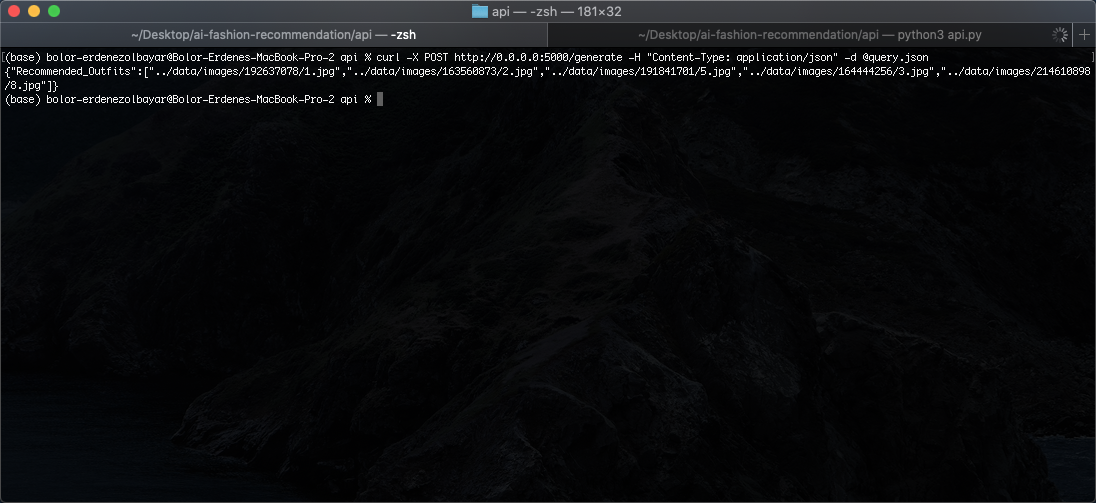 api — -zsh — 181×32
~/Desktop/ai-fashion-recommendation/api — -zsh
~/Desktop/ai-fashion-recommendation/api — python3 api.py
[(base) bolor-erdenezolbayar@Bolor-Erdenes-MacBook-Pro-2 api % curl -X POST http://0.0.0.0:5000/generate -H "Content-Type: application/json" -d @query.json ]
{"Recommended_Outfits":["../data/images/192637078/1.jpg","../data/images/163560873/2.jpg","../data/images/191841701/5.jpg","../data/images/164444256/3.jpg","../data/images/214610898
/8.jpg"]}
(base) bolor-erdenezolbayar@Bolor-Erdenes-MacBook-Pro-2 api %